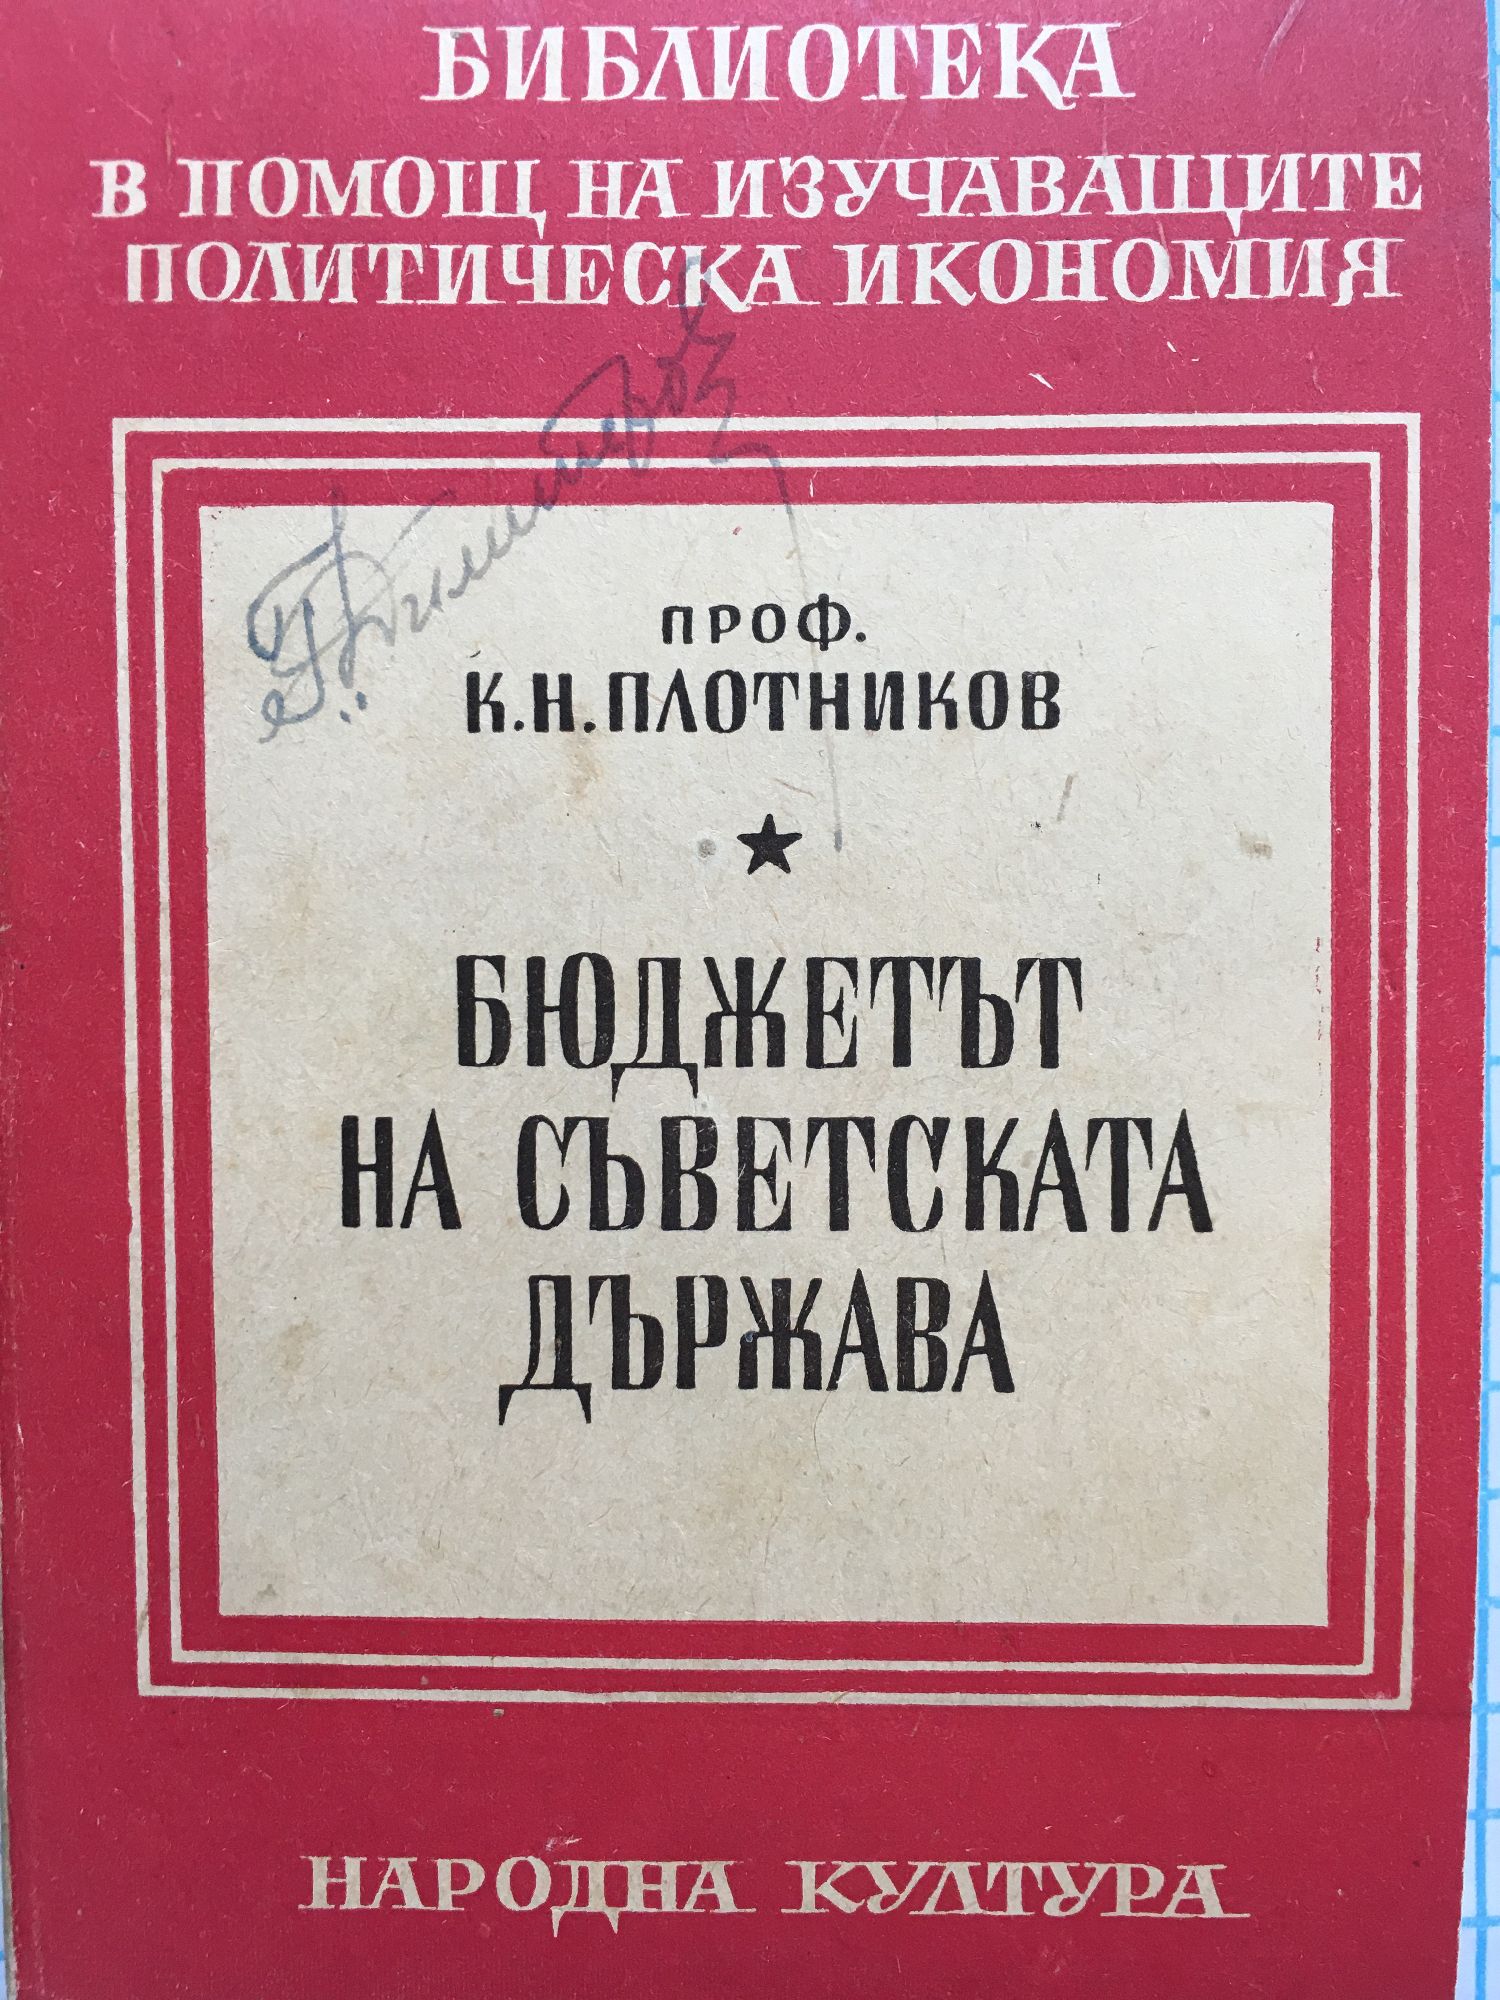 БИБЛИОТЕКА
В ПОМОЩ НА ИЗУЧАВАЩИТЕ
ПОЛИТИЧЕСКА ИКОНОМИЯ
ПРОФ.
К.Н.ПЛОТНИКОВ
БЮДЖЕТЪТ
НА СЪВЕТСКАТА
ДЪРЖАВА
НАРОДНА КУЛТУРА